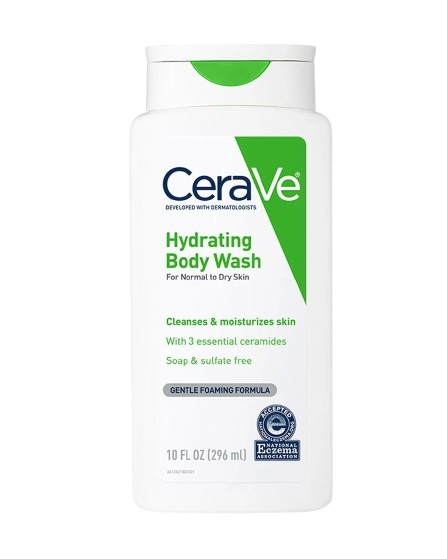 CeraVe®
DEVELOPED WITH DERMATOLOGISTS
Hydrating
Body Wash
For Normal to Dry Skin
Cleanses & moisturizes skin
With 3 essential ceramides
Soap & sulfate free
GENTLE FOAMING FORMULA
ACCEPTED
NATIONAL
Eczema
ASSOCIATION
10 FL OZ (296 ml)